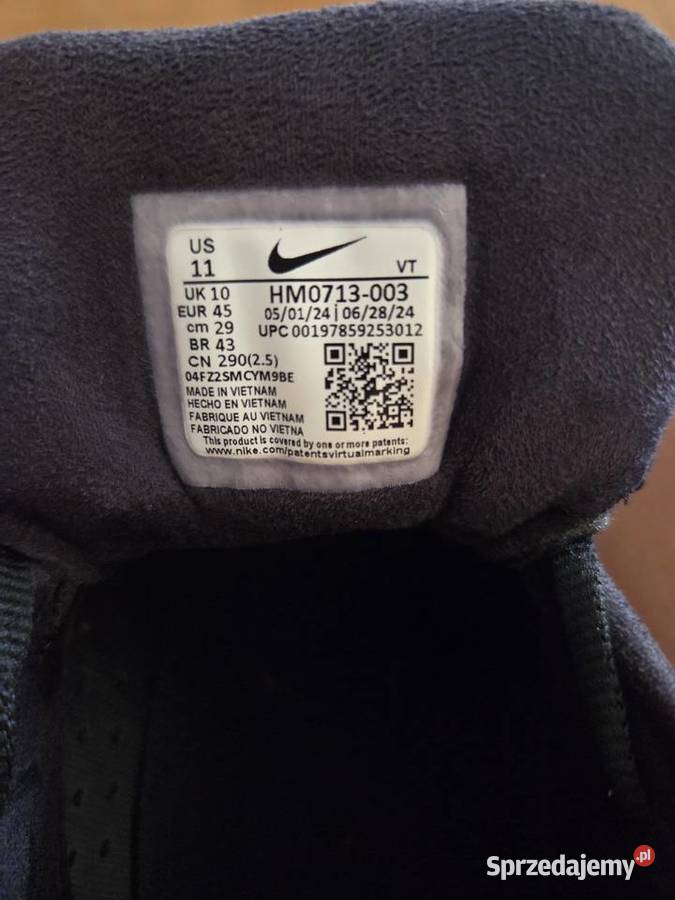 US
11
VT
UK 10
HM0713-003
EUR 45
05/01/24 | 06/28/24
cm 29
UPC 00197859253012
BR 43
CN 290(2.5)
04FZ2SMCYM9BE
MADE IN VIETNAM
HECHO EN VIETNAM
FABRIQUE AU VIETNAM
FABRICADO NO VIETNA
This product is covered by one or more patents:
www.nike.com/patentsvirtualmarking
Sprzedajemy.pl